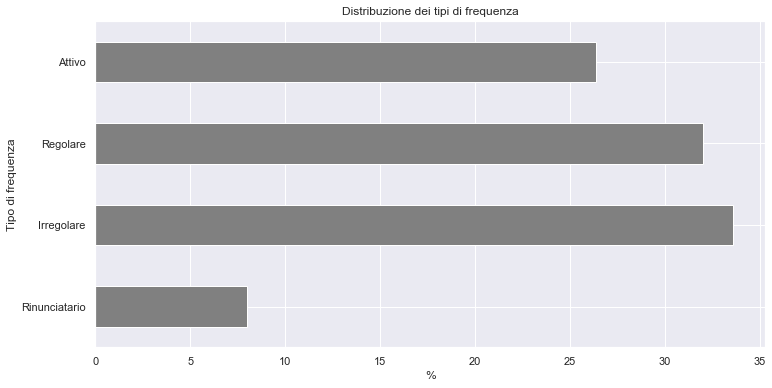 Distribuzione dei tipi di frequenza
Tipo di frequenza
Attivo
Regolare
Irregolare
Rinunciatario
0 5 10 15 20 25 30 35
%